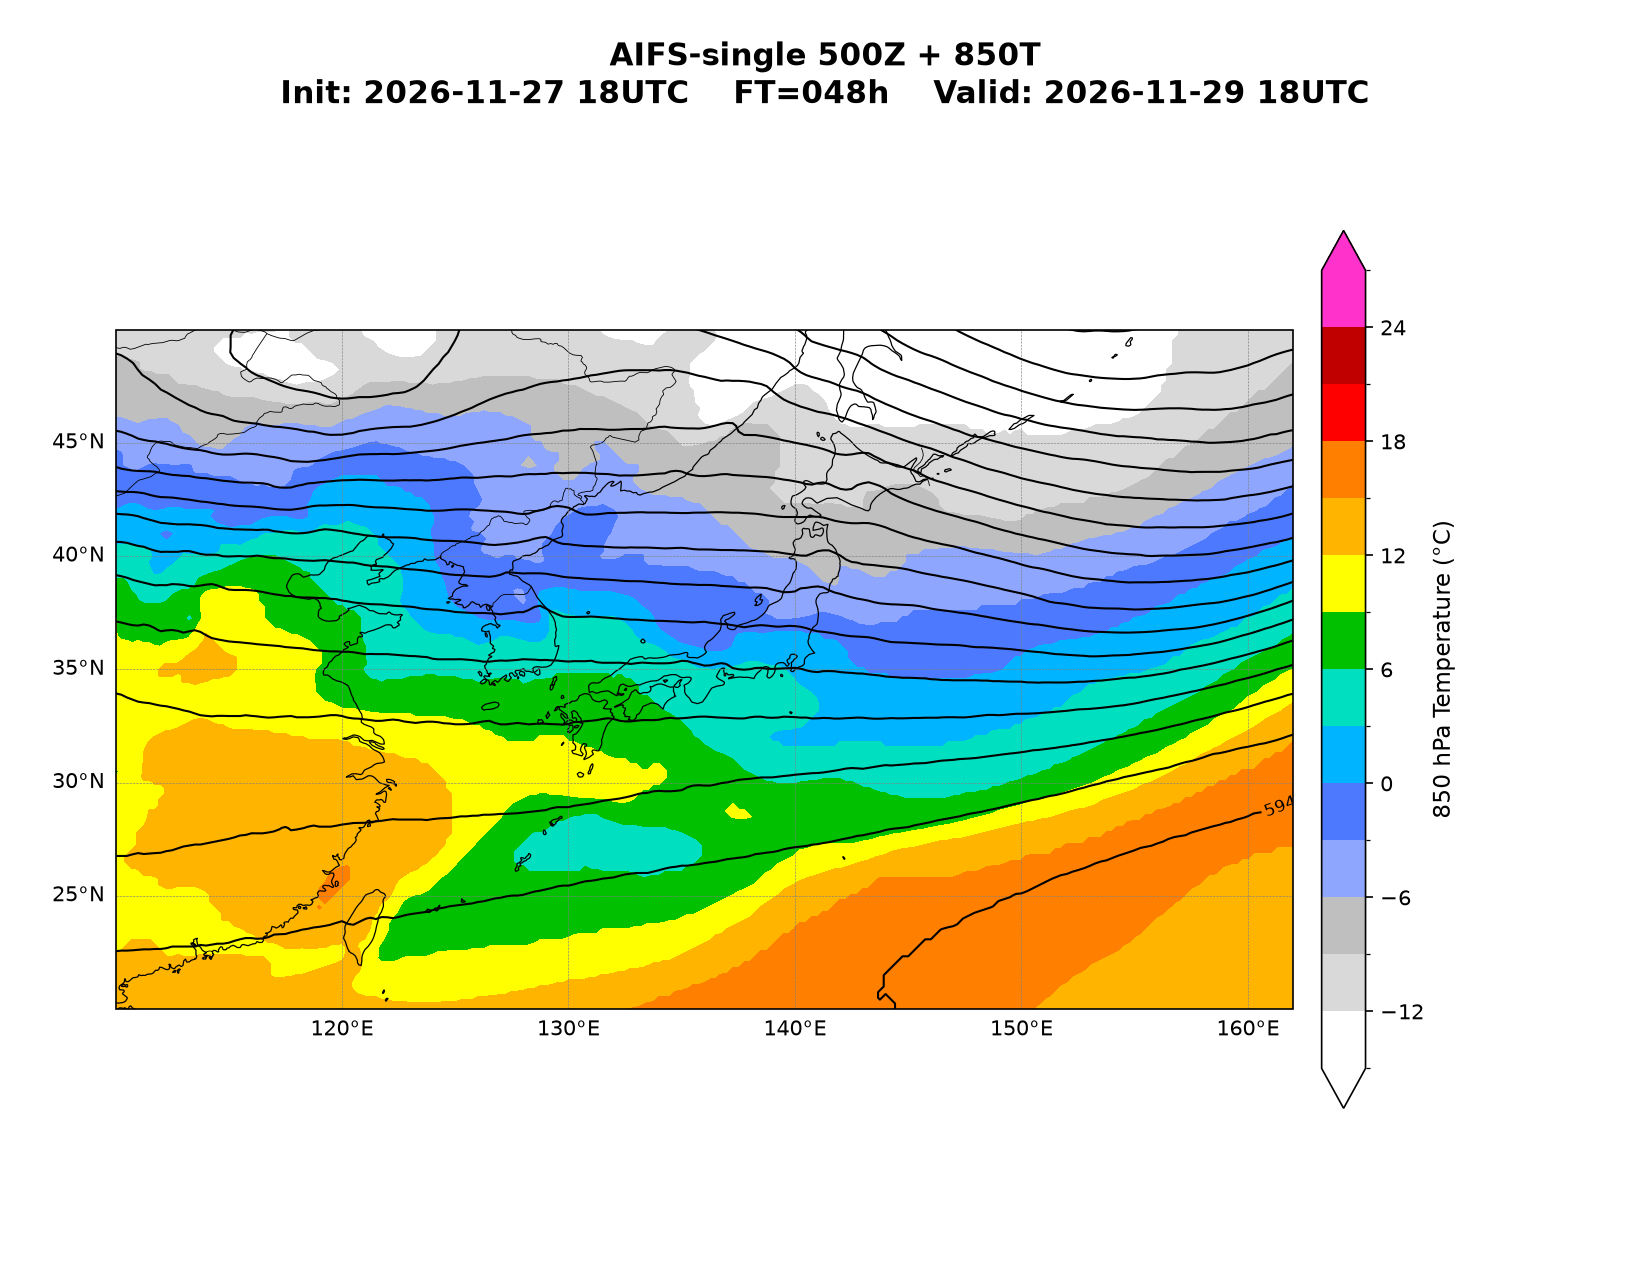 AIFS-single 500Z + 850T
Init: 2026-11-27 18UTC    FT=048h    Valid: 2026-11-29 18UTC
24
18
12
6
0
−6
−12
850 hPa Temperature (°C)
45°N
40°N
35°N
30°N
25°N
594
120°E
130°E
140°E
150°E
160°E